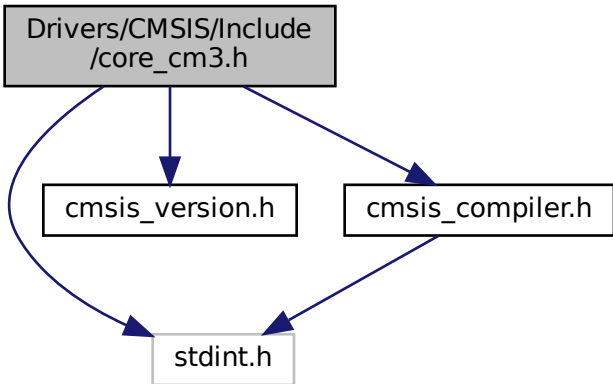 Drivers/CMSIS/Include
/core_cm3.h
cmsis_version.h
cmsis_compiler.h
stdint.h